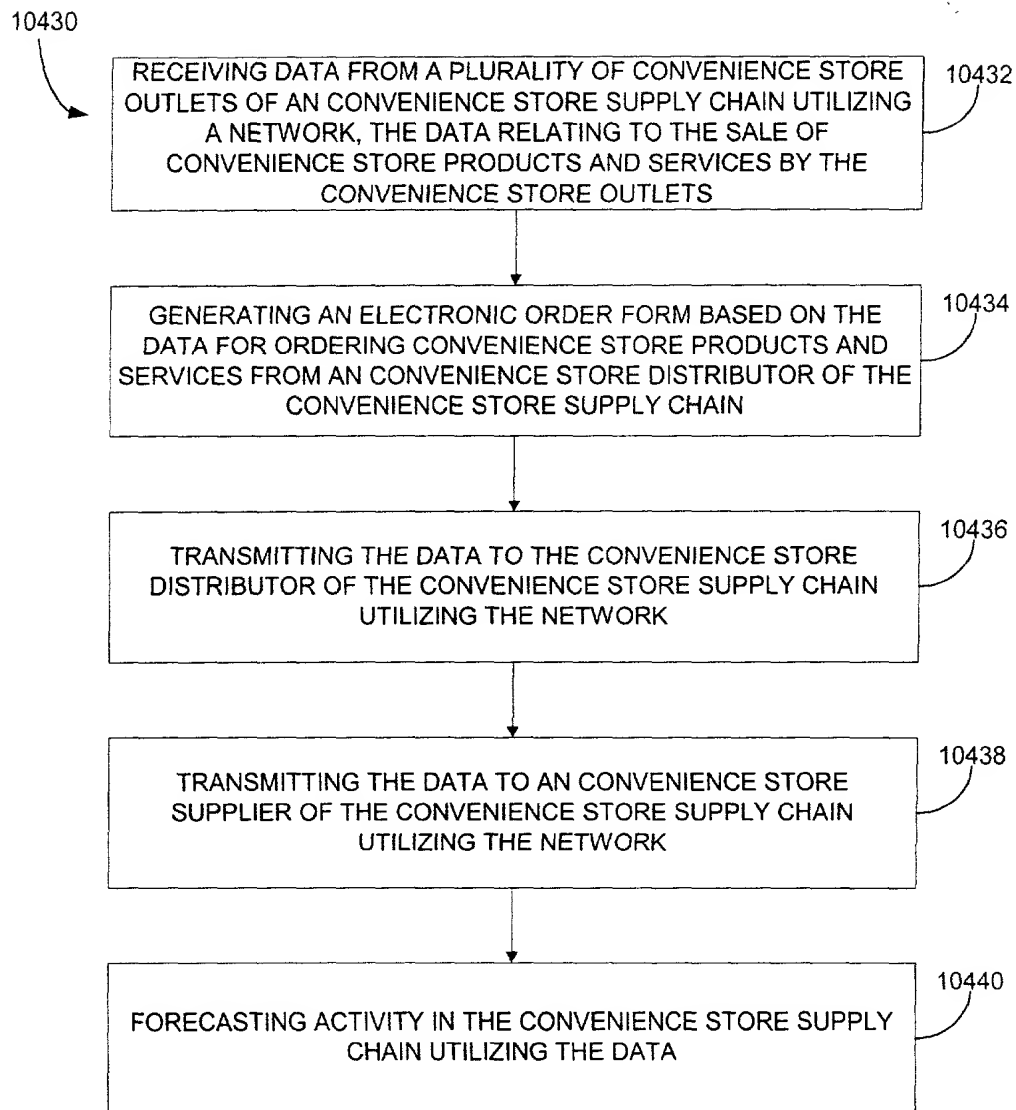 10430
RECEIVING DATA FROM A PLURALITY OF CONVENIENCE STORE
OUTLETS OF AN CONVENIENCE STORE SUPPLY CHAIN UTILIZING
A NETWORK, THE DATA RELATING TO THE SALE OF
CONVENIENCE STORE PRODUCTS AND SERVICES BY THE
CONVENIENCE STORE OUTLETS
10432
GENERATING AN ELECTRONIC ORDER FORM BASED ON THE
DATA FOR ORDERING CONVENIENCE STORE PRODUCTS AND
SERVICES FROM AN CONVENIENCE STORE DISTRIBUTOR OF THE
CONVENIENCE STORE SUPPLY CHAIN
10434
TRANSMITTING THE DATA TO THE CONVENIENCE STORE
DISTRIBUTOR OF THE CONVENIENCE STORE SUPPLY CHAIN
UTILIZING THE NETWORK
10436
TRANSMITTING THE DATA TO AN CONVENIENCE STORE
SUPPLIER OF THE CONVENIENCE STORE SUPPLY CHAIN
UTILIZING THE NETWORK
10438
FORECASTING ACTIVITY IN THE CONVENIENCE STORE SUPPLY
CHAIN UTILIZING THE DATA
10440